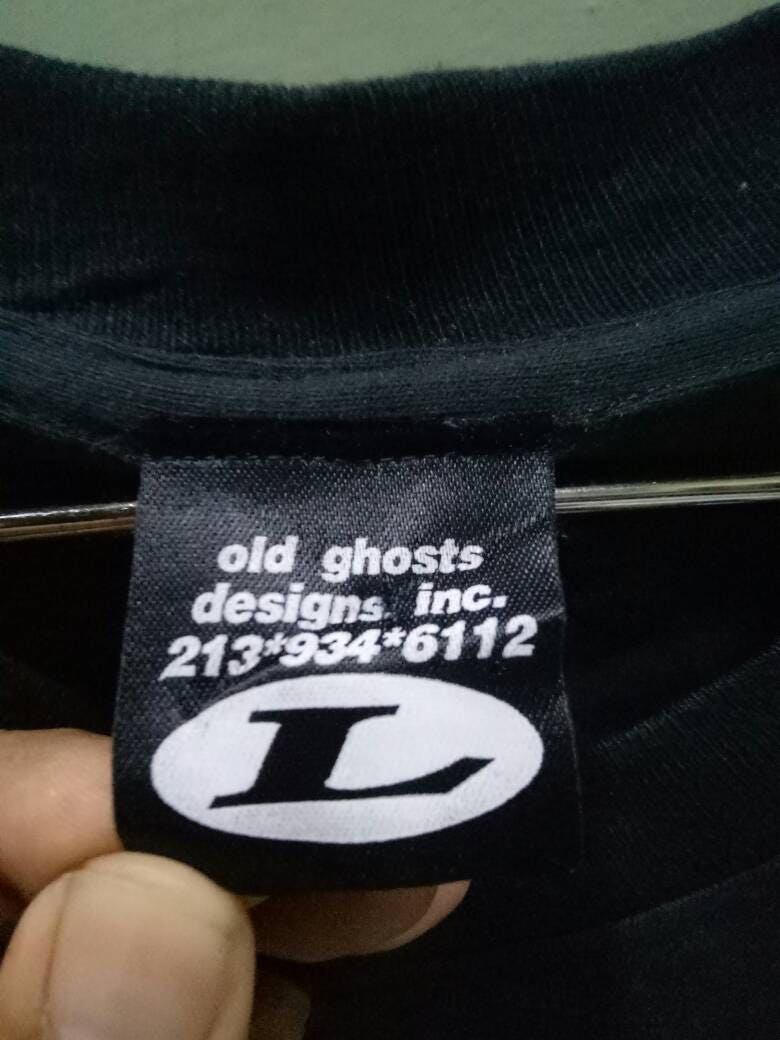 old ghosts
designs inc.
213*934*6112
L